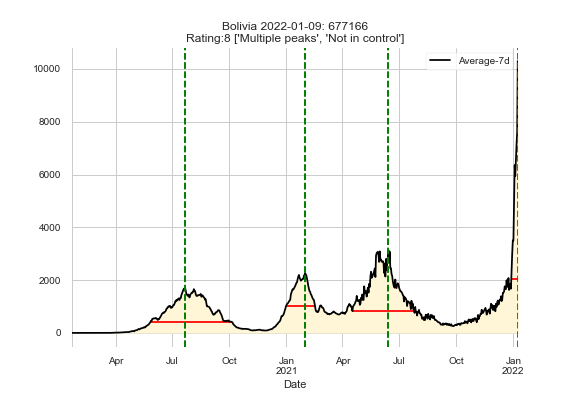 Bolivia 2022-01-09: 677166
Rating:8 ['Multiple peaks', 'Not in control']
Average-7d
10000
8000
6000
4000
2000
0
Apr
Jul
Oct
Jan
2021
Apr
Jul
Oct
Jan
2022
Date